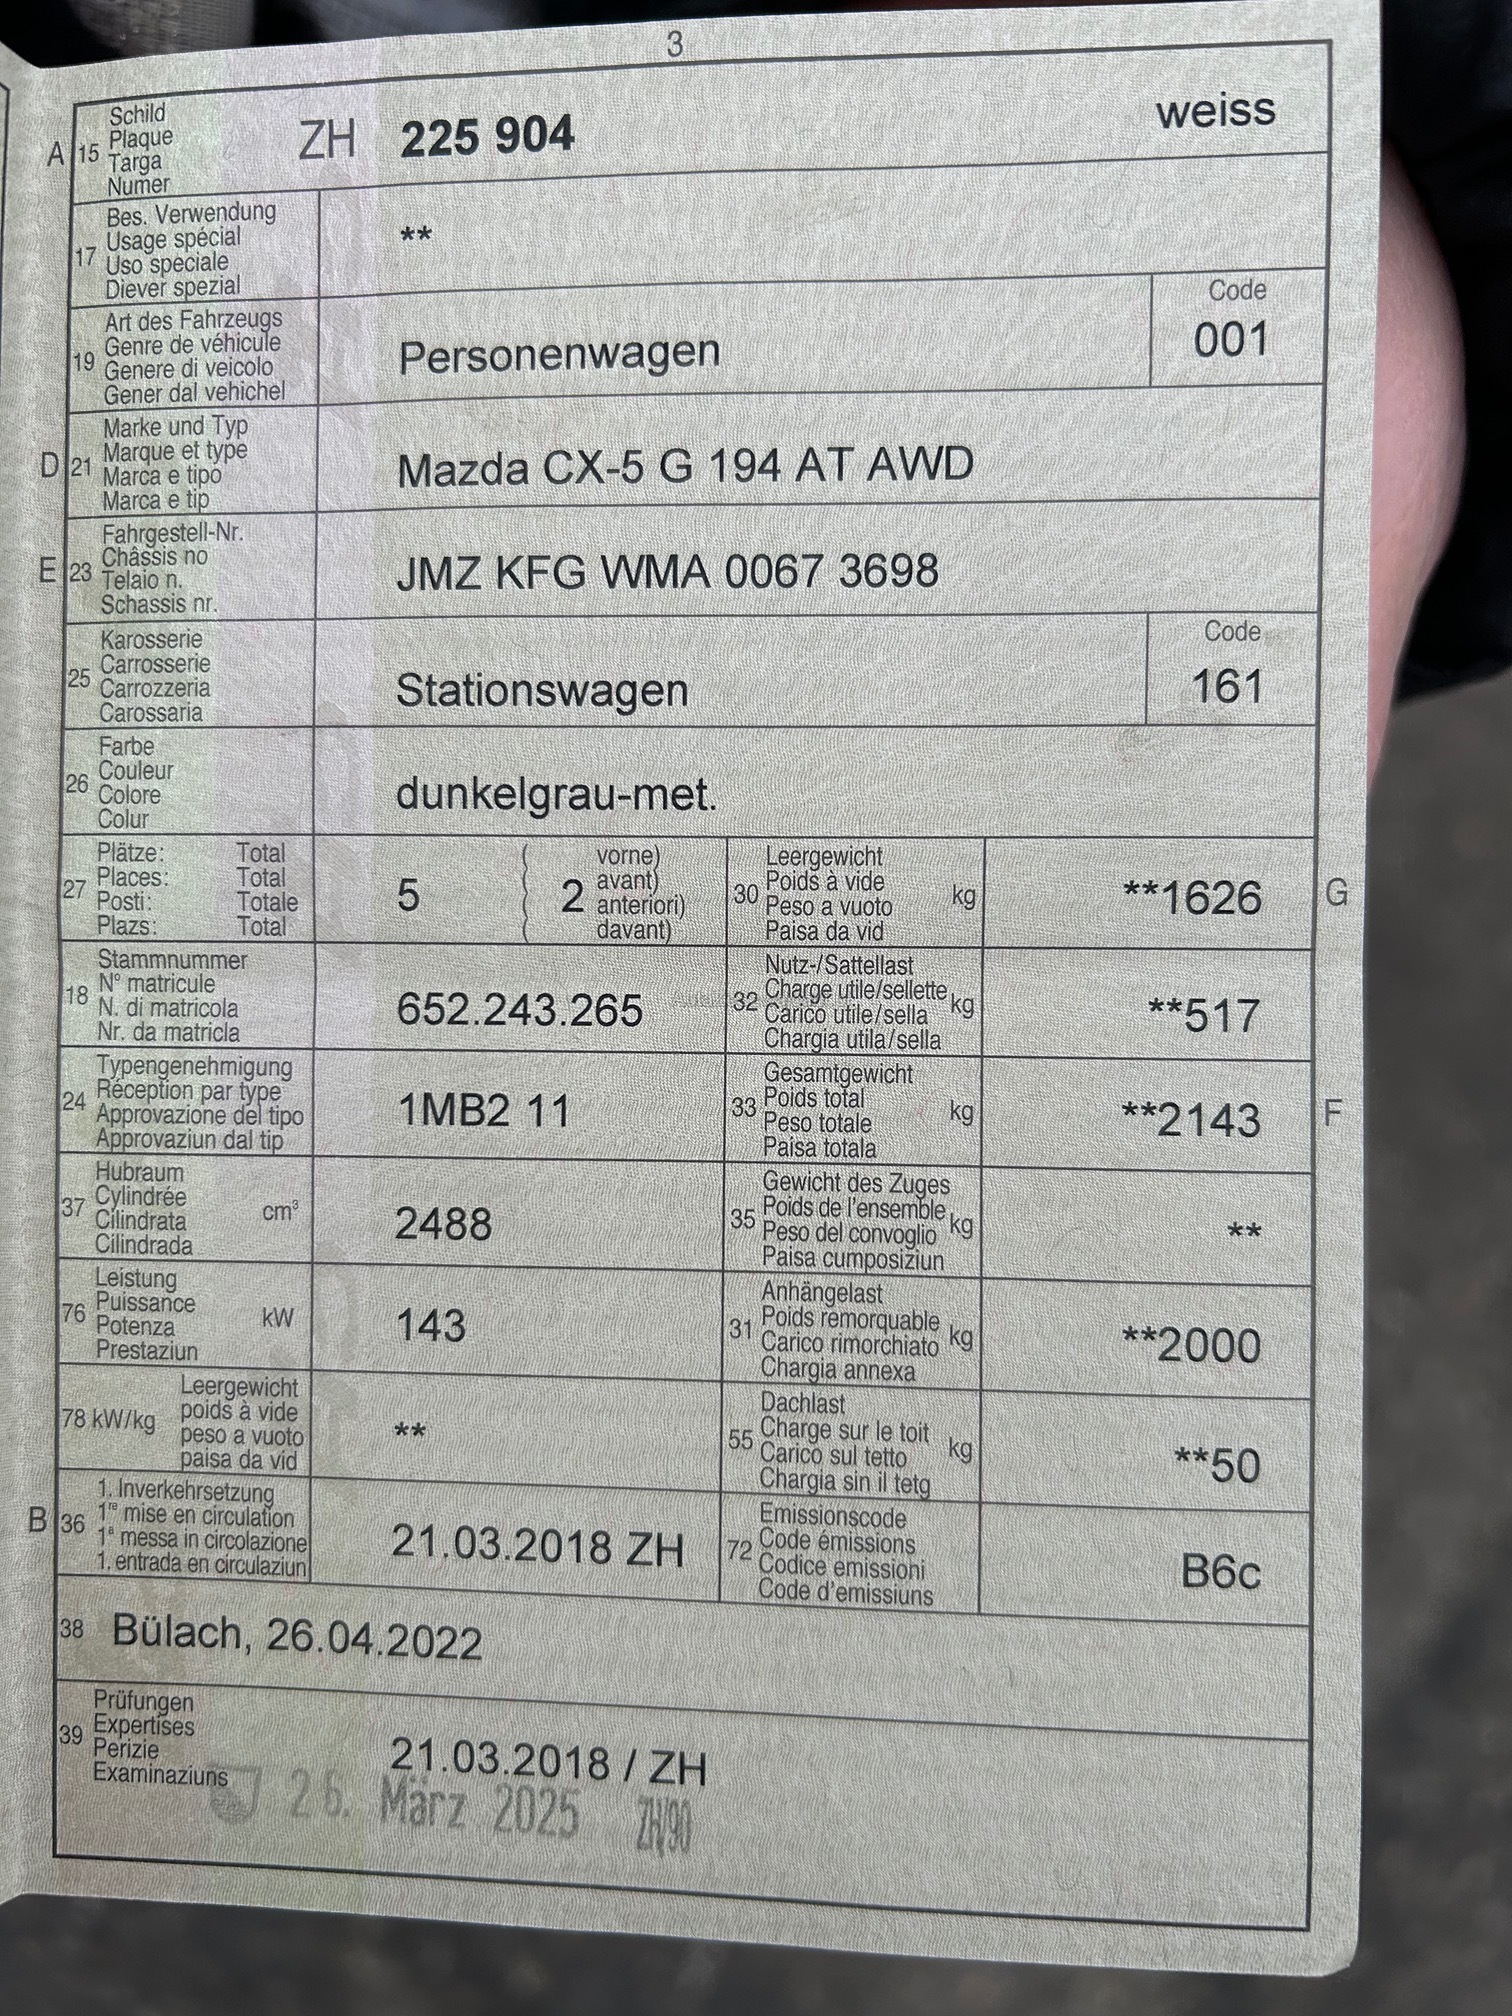 3
A 15 Schild
Plaque
Targa
Numer
ZH 225 904 weiss
17 Bes. Verwendung
Usage spécial
Uso speciale
Diever spezial
**
19 Art des Fahrzeugs
Genre de véhicule
Genere di veicolo
Gener dal vehichel
Personenwagen
Code
001
D 21 Marke und Typ
Marque et type
Marca e tipo
Marca e tip
Mazda CX-5 G 194 AT AWD
E 23 Fahrgestell-Nr.
Châssis no
Telaio n.
Schassis nr.
JMZ KFG WMA 0067 3698
25 Karosserie
Carrosserie
Carrozzeria
Carossaria
Stationswagen
Code
161
26 Farbe
Couleur
Colore
Colur
dunkelgrau-met.
27 Plätze: Total
Places: Total
Posti: Totale
Plazs: Total
5 ( 2 vorne)
avant)
anteriori)
davant)
30 Leergewicht
Poids à vide
Peso a vuoto
Paisa da vid
kg
**1626 G
18 Stammnummer
N° matricule
N. di matricola
Nr. da matricla
652.243.265
32 Nutz-/Sattellast
Charge utile/sellette
Carico utile/sella
Chargia utila/sella
kg
**517
24 Typengenehmigung
Réception par type
Approvazione del tipo
Approvaziun dal tip
1MB2 11
33 Gesamtgewicht
Poids total
Peso totale
Paisa totala
kg
**2143 F
37 Hubraum
Cylindrée
Cilindrata
Cilindrada
cm³
2488
35 Gewicht des Zuges
Poids de l'ensemble
Peso del convoglio
Paisa cumposiziun
kg
**
76 Leistung
Puissance
Potenza
Prestaziun
kW
143
31 Anhängelast
Poids remorquable
Carico rimorchiato
Chargia annexa
kg
**2000
78 kW/kg Leergewicht
poids à vide
peso a vuoto
paisa da vid
**
55 Dachlast
Charge sur le toit
Carico sul tetto
Chargia sin il tetg
kg
**50
B 36 1. Inverkehrsetzung
1re mise en circulation
1a messa in circolazione
1. entrada en circulaziun
21.03.2018 ZH
72 Emissionscode
Code émissions
Codice emissioni
Code d'emissiuns
B6c
38 Bülach, 26.04.2022
39 Prüfungen
Expertises
Perizie
Examinaziuns
21.03.2018 / ZH
26. März 2025 ZH/90